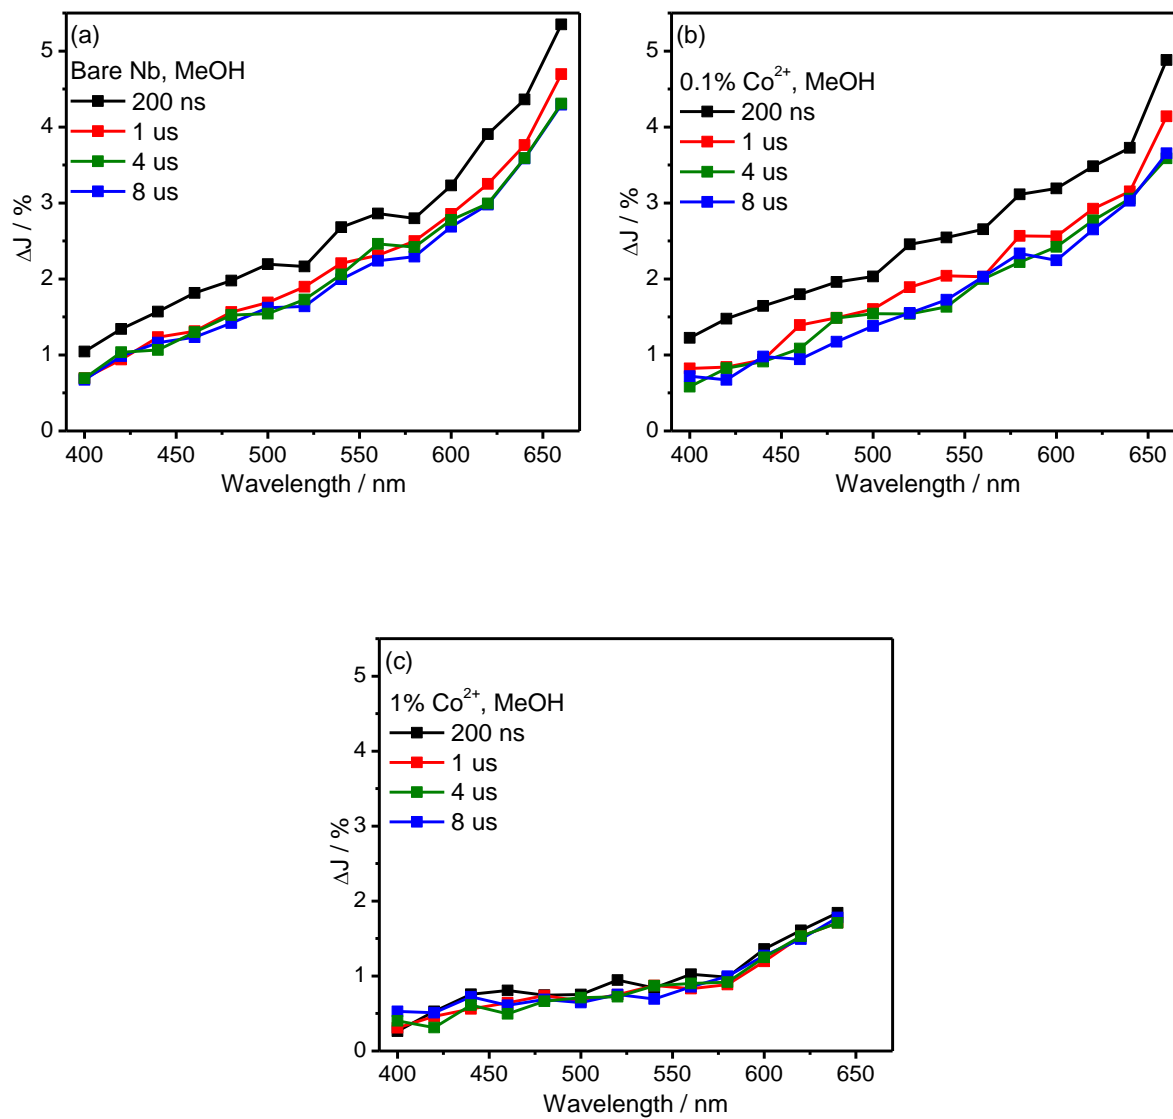 (a)
Bare Nb, MeOH
200 ns
1 us
4 us
8 us
ΔJ / %
5
4
3
2
1
0
400 450 500 550 600 650
Wavelength / nm
(b)
0.1% Co²⁺, MeOH
200 ns
1 us
4 us
8 us
ΔJ / %
5
4
3
2
1
0
400 450 500 550 600 650
Wavelength / nm
(c)
1% Co²⁺, MeOH
200 ns
1 us
4 us
8 us
ΔJ / %
5
4
3
2
1
0
400 450 500 550 600 650
Wavelength / nm